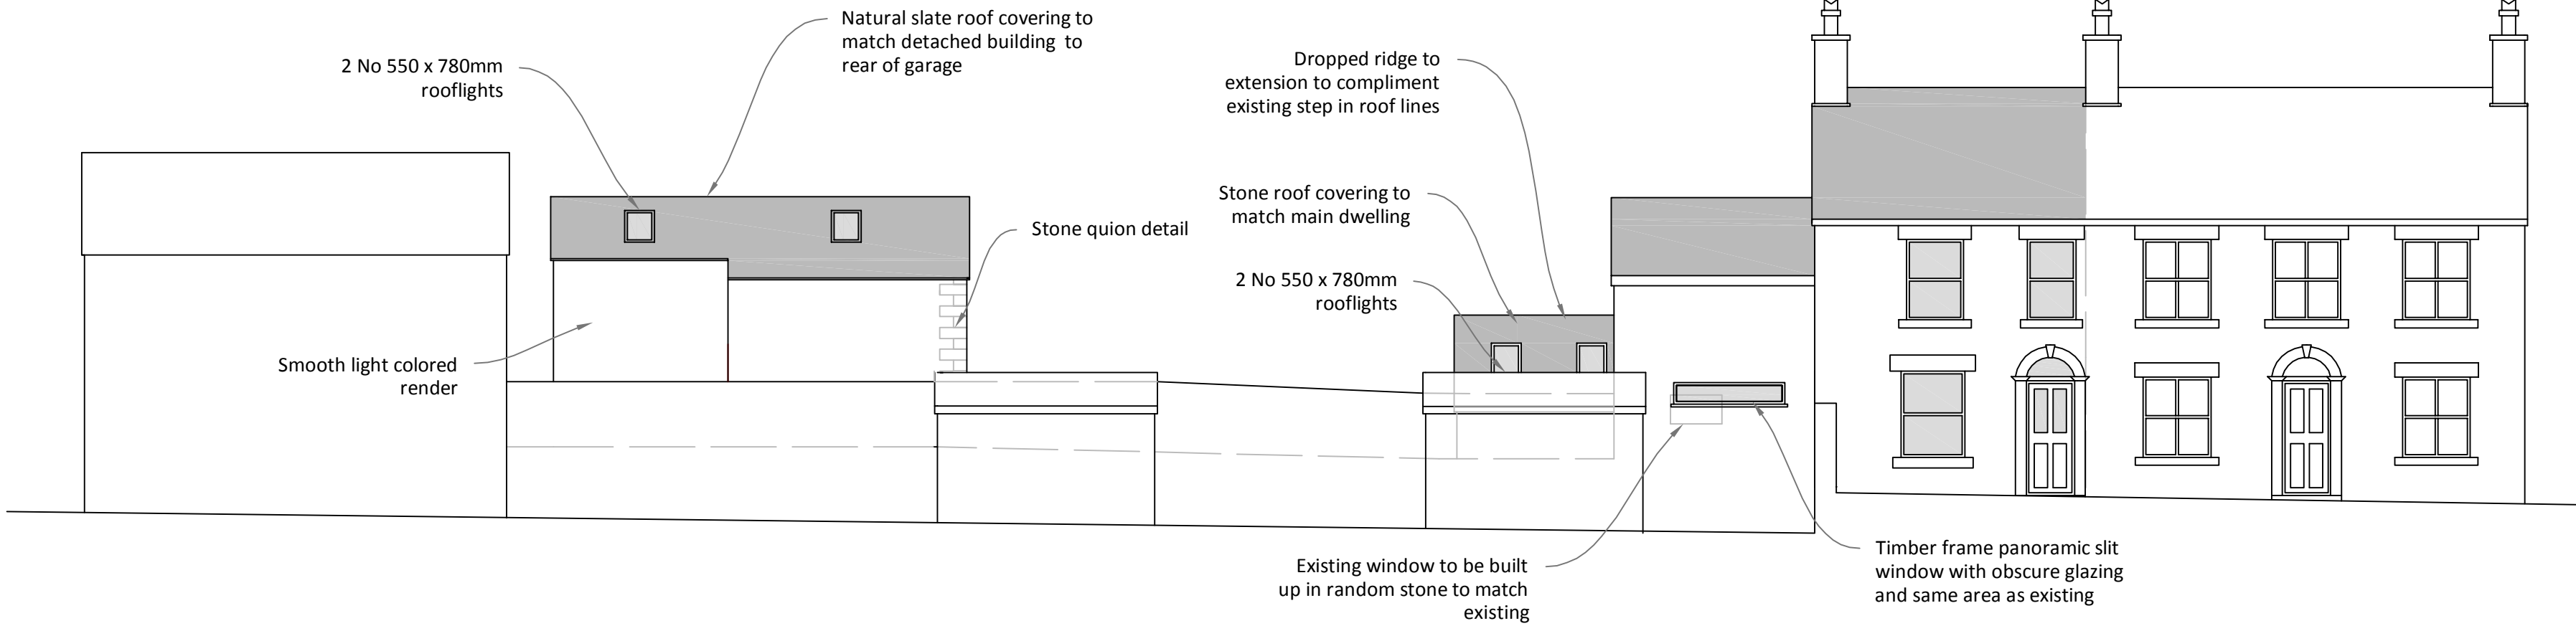 Natural slate roof covering to
match detached building to
rear of garage
2 No 550 x 780mm
rooflights
Dropped ridge to
extension to compliment
existing step in roof lines
Stone roof covering to
match main dwelling
Stone quion detail
2 No 550 x 780mm
rooflights
Smooth light colored
render
Existing window to be built
up in random stone to match
existing
Timber frame panoramic slit
window with obscure glazing
and same area as existing